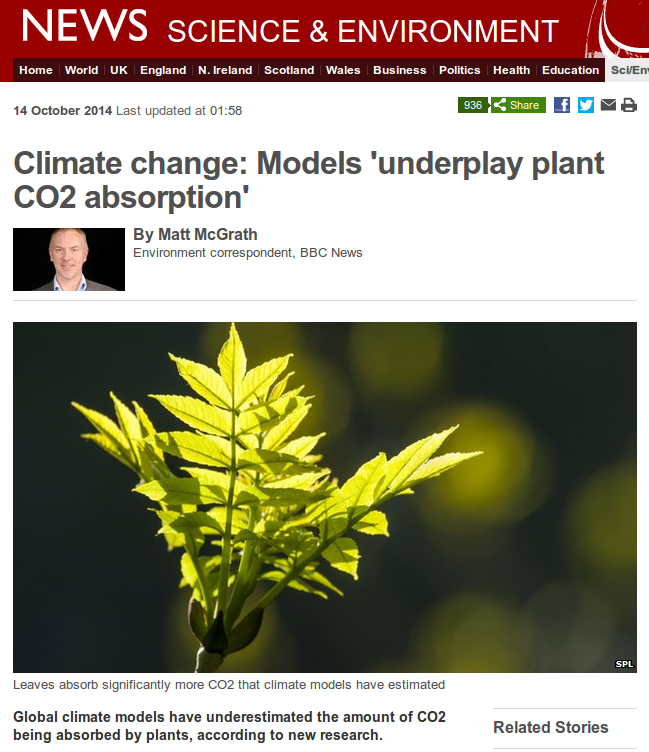 NEWS SCIENCE & ENVIRONMENT
Home World UK England N. Ireland Scotland Wales Business Politics Health Education Sci/En
14 October 2014 Last updated at 01:58
936 Share f
Climate change: Models 'underplay plant
CO2 absorption'
By Matt McGrath
Environment correspondent, BBC News
SPL
Leaves absorb significantly more CO2 that climate models have estimated
Global climate models have underestimated the amount of CO2
being absorbed by plants, according to new research.
Related Stories